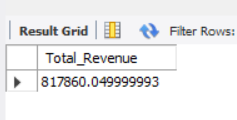 Result Grid Filter Rows:
Total_Revenue
817860.049999993